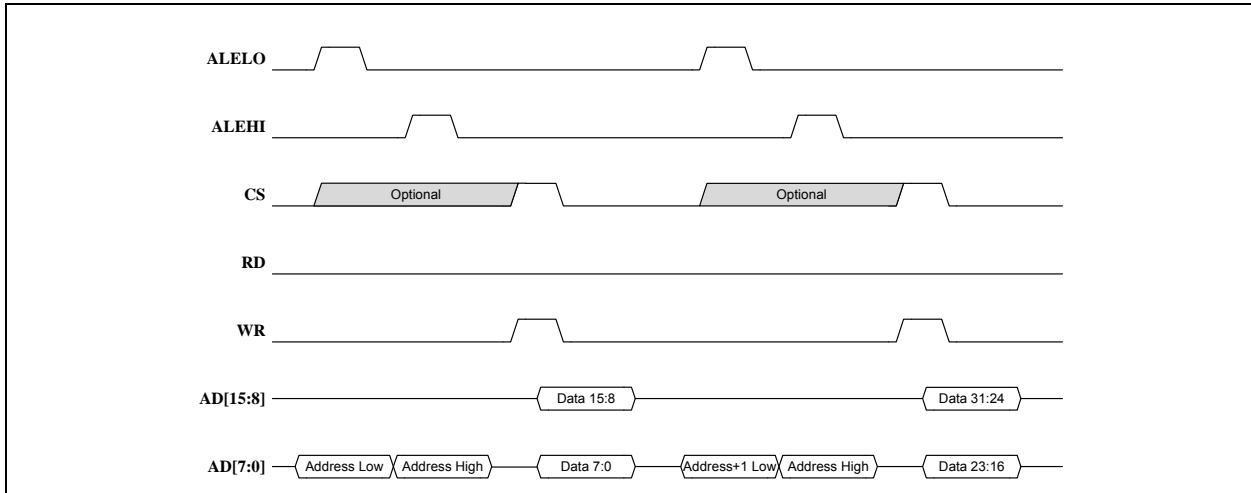 ALELO
ALEHI
CS Optional Optional
RD
WR
AD[15:8] Data 15:8 Data 31:24
AD[7:0] Address Low Address High Data 7:0 Address+1 Low Address High Data 23:16